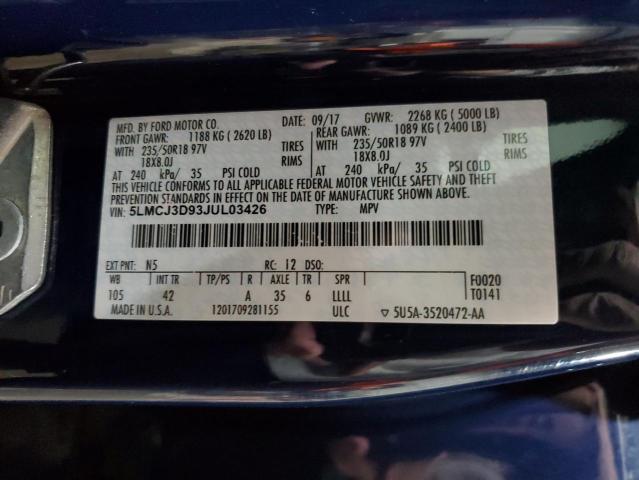 MFD. BY FORD MOTOR CO. DATE: 09/17 GVWR: 2268 KG ( 5000 LB)
FRONT GAWR: 1188 KG ( 2620 LB) REAR GAWR: 1089 KG ( 2400 LB)
WITH 235/50R18 97V TIRES WITH 235/50R18 97V TIRES
18X8.0J RIMS 18X8.0J RIMS
AT 240 kPa/ 35 PSI COLD AT 240 kPa/ 35 PSI COLD
THIS VEHICLE CONFORMS TO ALL APPLICABLE FEDERAL MOTOR VEHICLE SAFETY AND THEFT
PREVENTION STANDARDS IN EFFECT ON THE DATE OF MANUFACTURE SHOWN ABOVE.
VIN: 5LMCJ3D93JUL03426 TYPE: MPV
EXT PNT: N5 RC: 12 DSO:
WB INT TR TP/PS R AXLE TR SPR F0020
105 42 A 35 6 LLLL T0141
MADE IN U.S.A. 1201709281155 ULC ▽ 5U5A-3520472-AA